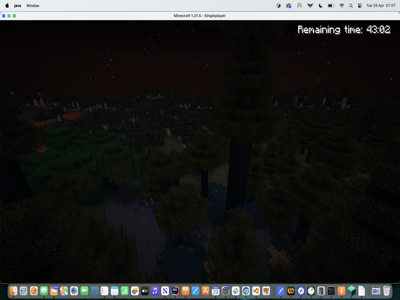 java Window Tue 29 Apr 01:07
Minecraft 1.21.5 - Singleplayer
Remaining time: 43:02